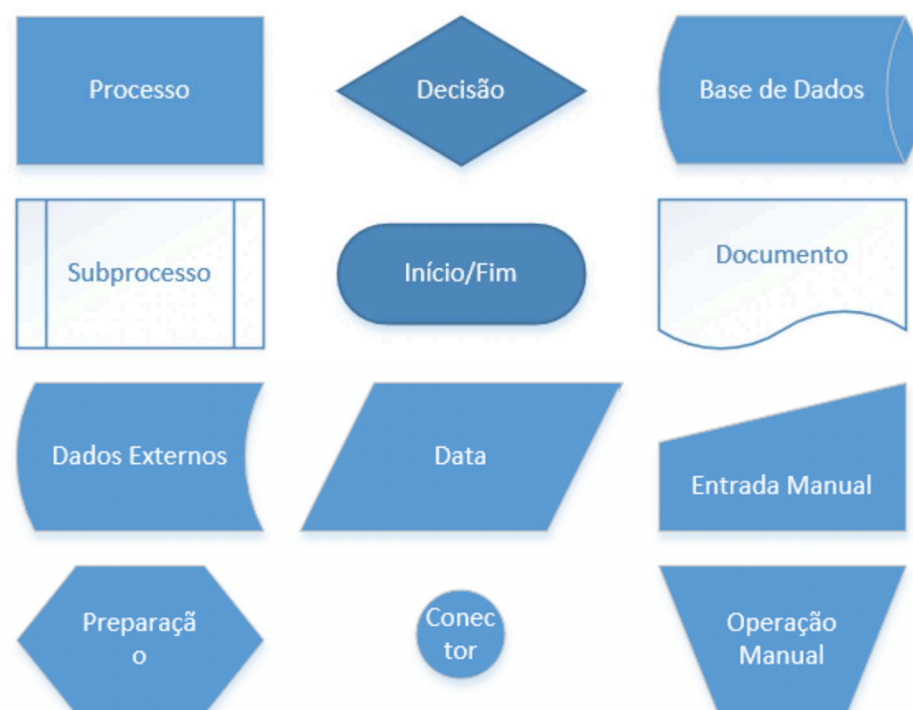 Processo
Decisão
Base de Dados
Subprocesso
Início/Fim
Documento
Dados Externos
Data
Entrada Manual
Preparaçã
o
Conec
tor
Operação
Manual